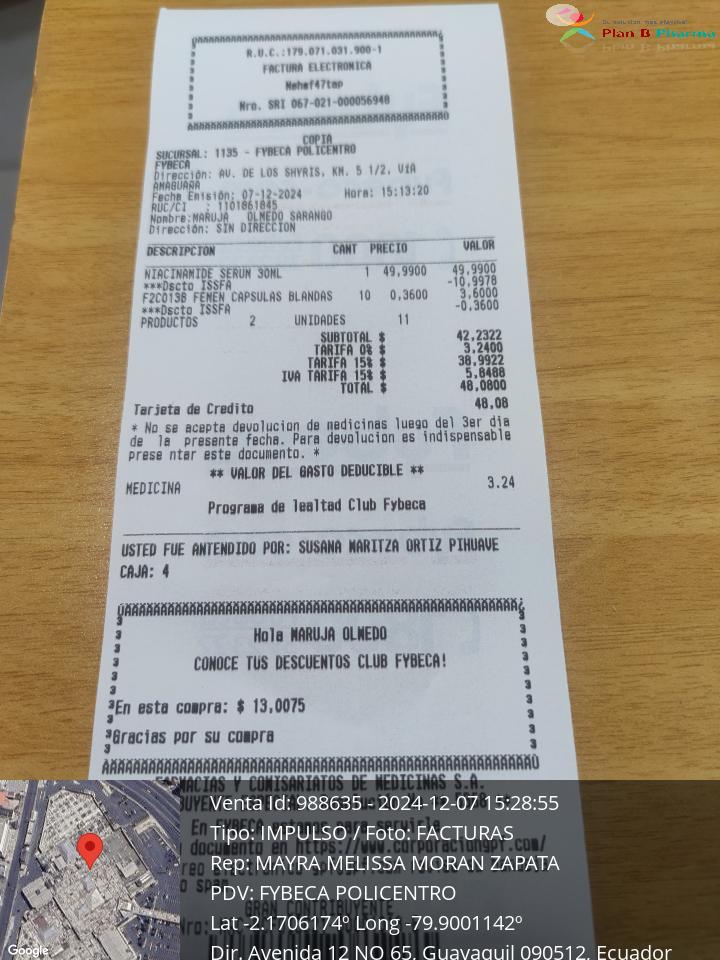 Plan B Pharma
R.U.C.:179.071.031.900-1
FACTURA ELECTRONICA
Nehaf47tap
Nro. SRI 067-021-000056948
COPIA
SUCURSAL: 1135 - FYBECA POLICENTRO
FYBECA
Dirección: AV. DE LOS SHYRIS, KM. 5 1/2, VIA
AMAGUAÑA
Fecha Emisión: 07-12-2024 Hora: 15:13:20
RUC/CI : 1101861845
Nombre:MARUJA OLMEDO SARANGO
Dirección: SIN DIRECCION
DESCRIPCION CANT PRECIO VALOR
NIACINAMIDE SERUM 30ML 1 49,9900 49,9900
***Dscto ISSFA -10,9978
F2C013B FEMEN CAPSULAS BLANDAS 10 0,3600 3,6000
***Dscto ISSFA -0,3600
PRODUCTOS 2 UNIDADES 11
SUBTOTAL $ 42,2322
TARIFA 0% $ 3,2400
TARIFA 15% $ 38,9922
IVA TARIFA 15% $ 5,8488
TOTAL $ 48,0800
Tarjeta de Credito 48,08
* No se acepta devolucion de medicinas luego del 3er dia
de la presente fecha. Para devolucion es indispensable
prese ntar este documento. *
** VALOR DEL GASTO DEDUCIBLE **
MEDICINA 3.24
Programa de lealtad Club Fybeca
USTED FUE ANTENDIDO POR: SUSANA MARITZA ORTIZ PIHUAVE
CAJA: 4
Hola MARUJA OLMEDO
CONOCE TUS DESCUENTOS CLUB FYBECA!
En esta compra: $ 13,0075
Gracias por su compra
FARMACIAS Y COMISARIATOS DE MEDICINAS S.A.
GRAN CONTRIBUYENTE
Google
Venta Id: 988635 - 2024-12-07 15:28:55
Tipo: IMPULSO / Foto: FACTURAS
Rep: MAYRA MELISSA MORAN ZAPATA
PDV: FYBECA POLICENTRO
Lat -2.1706174º Long -79.9001142º
Dir. Avenida 12 NO 65, Guayaquil 090512, Ecuador